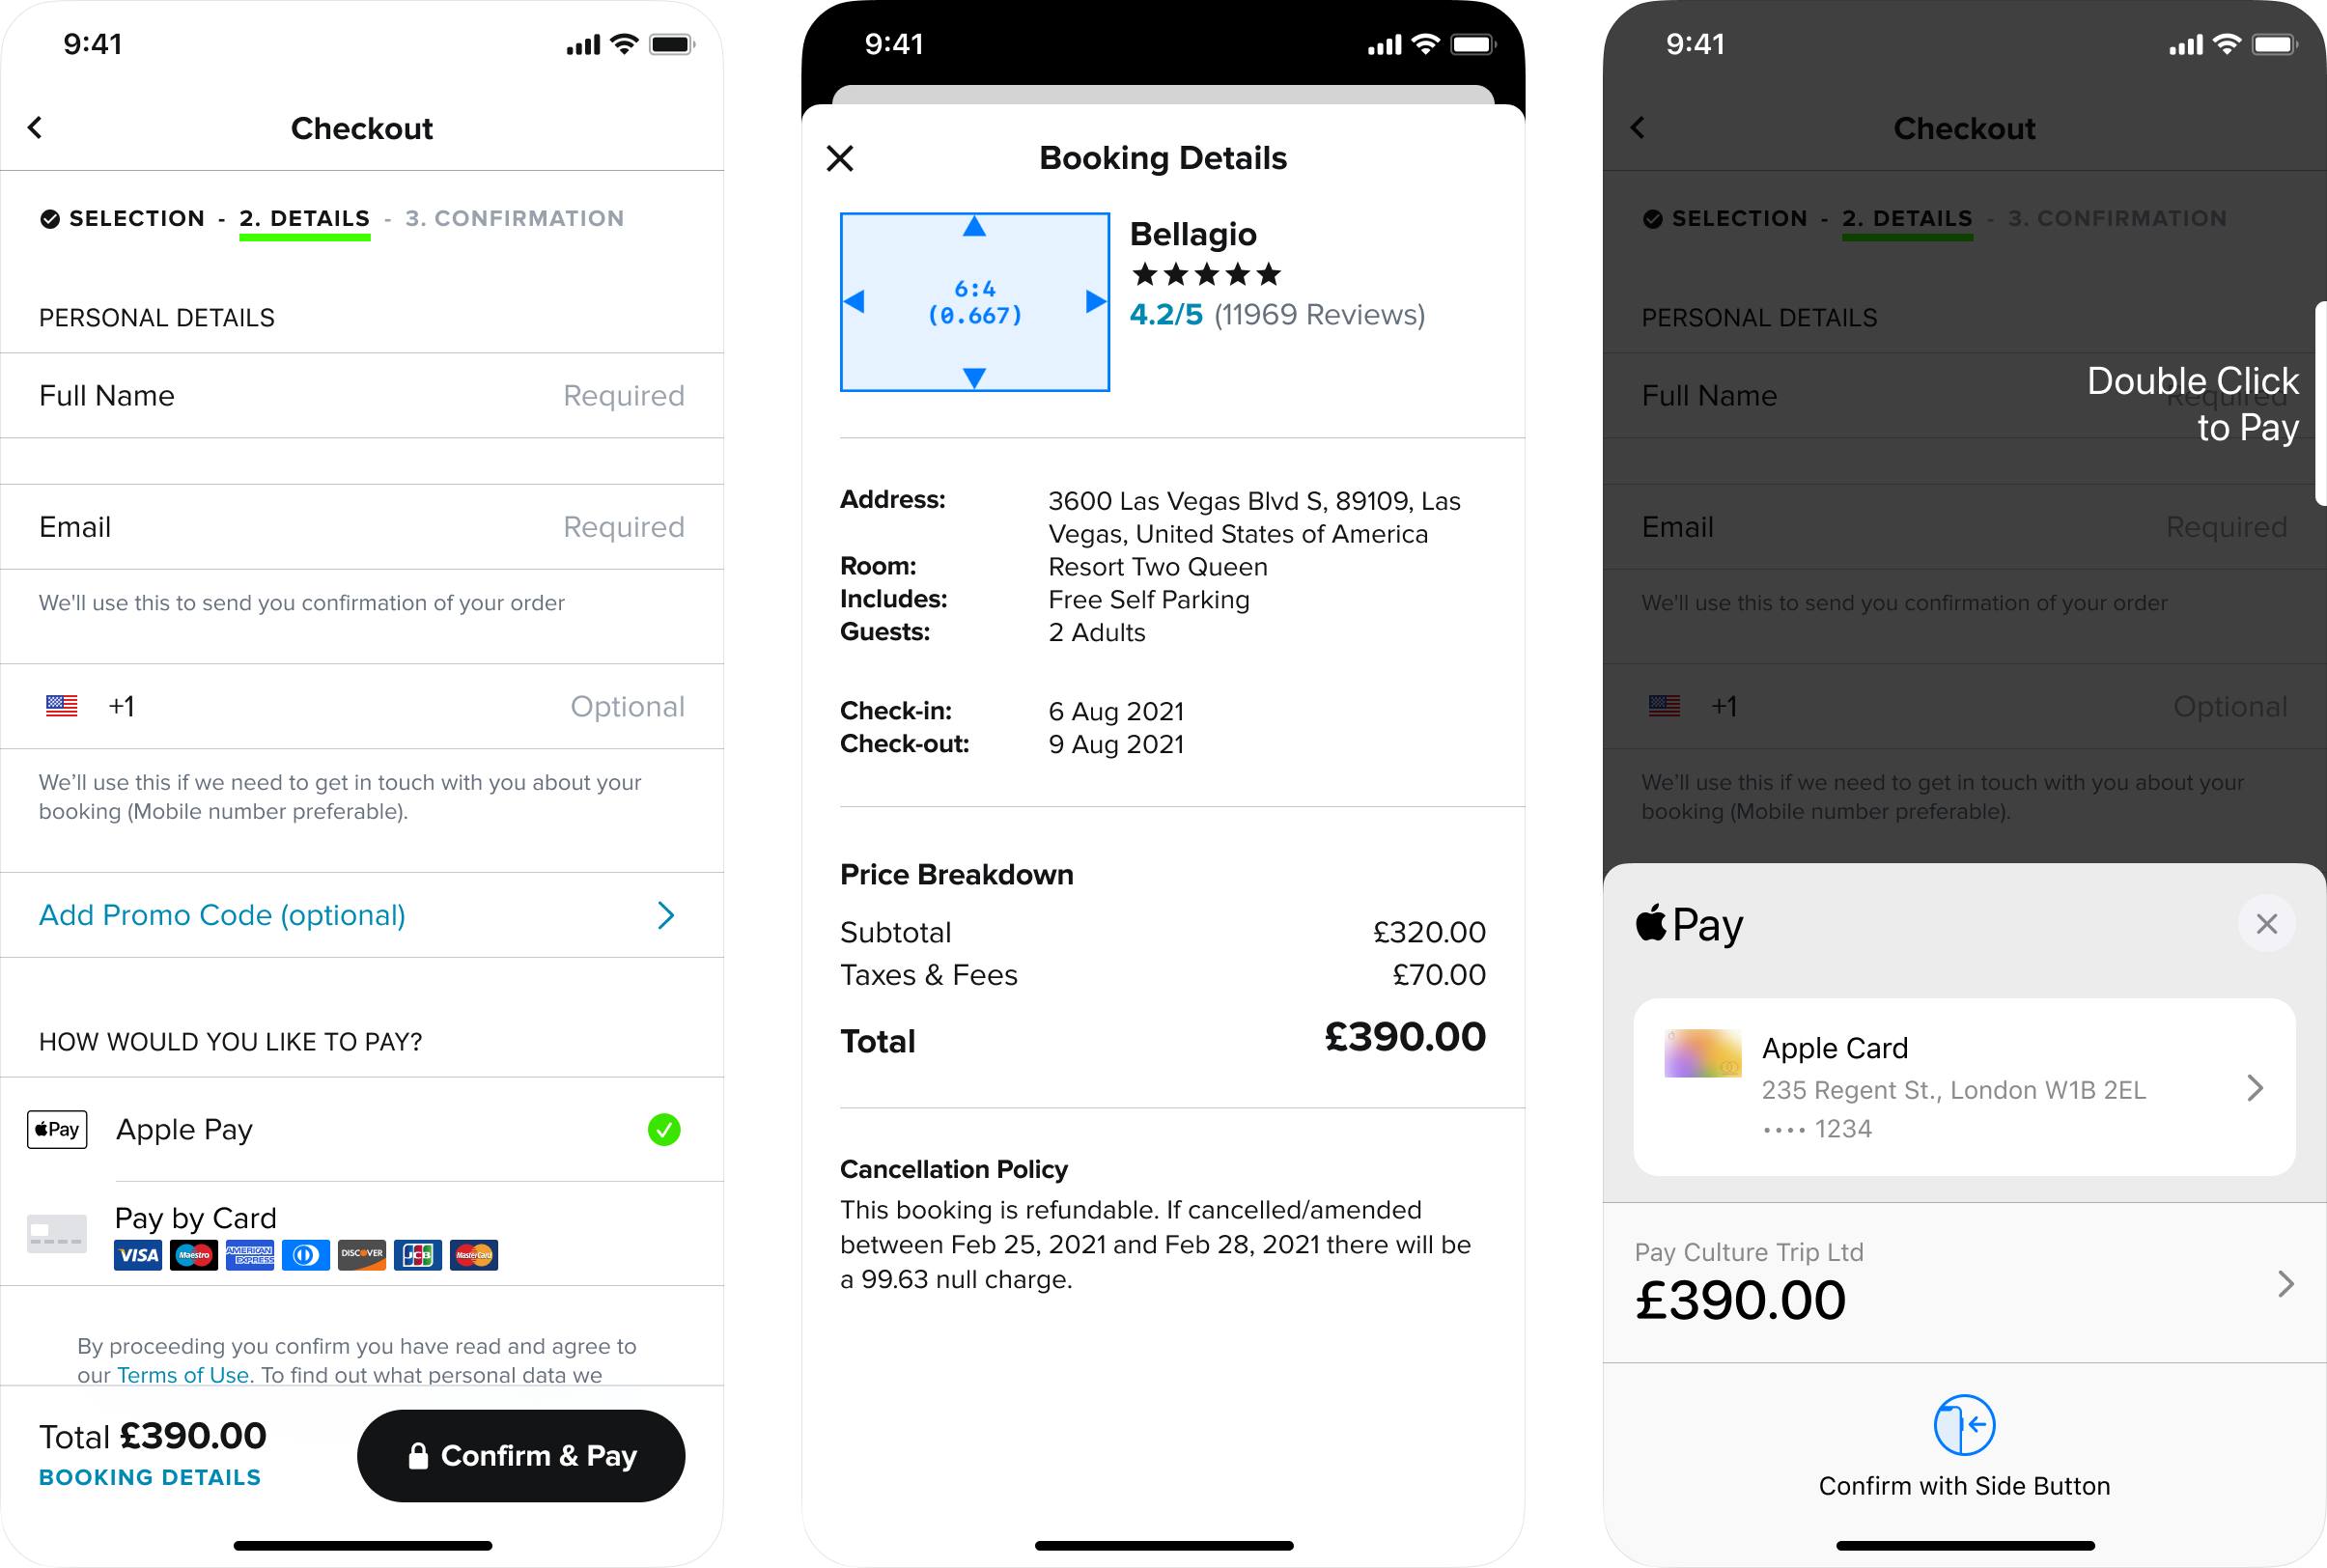 9:41
Checkout
SELECTION - 2. DETAILS - 3. CONFIRMATION
PERSONAL DETAILS
Full Name Required
Email Required
We'll use this to send you confirmation of your order
+1 Optional
We’ll use this if we need to get in touch with you about your
booking (Mobile number preferable).
Add Promo Code (optional)
HOW WOULD YOU LIKE TO PAY?
Pay Apple Pay
Pay by Card
VISA Maestro AMERICAN EXPRESS DISCOVER JCB MasterCard
By proceeding you confirm you have read and agree to
our Terms of Use. To find out what personal data we
Total £390.00
BOOKING DETAILS
Confirm & Pay
9:41
Booking Details
6:4
(0.667)
Bellagio
4.2/5 (11969 Reviews)
Address: 3600 Las Vegas Blvd S, 89109, Las
Vegas, United States of America
Room: Resort Two Queen
Includes: Free Self Parking
Guests: 2 Adults
Check-in: 6 Aug 2021
Check-out: 9 Aug 2021
Price Breakdown
Subtotal £320.00
Taxes & Fees £70.00
Total £390.00
Cancellation Policy
This booking is refundable. If cancelled/amended
between Feb 25, 2021 and Feb 28, 2021 there will be
a 99.63 null charge.
9:41
Checkout
SELECTION - 2. DETAILS - 3. CONFIRMATION
PERSONAL DETAILS
Double Click
to Pay
Full Name Required
Email Required
We'll use this to send you confirmation of your order
+1 Optional
We’ll use this if we need to get in touch with you about your
booking (Mobile number preferable).
Pay
Apple Card
235 Regent St., London W1B 2EL
•••• 1234
Pay Culture Trip Ltd
£390.00
Confirm with Side Button